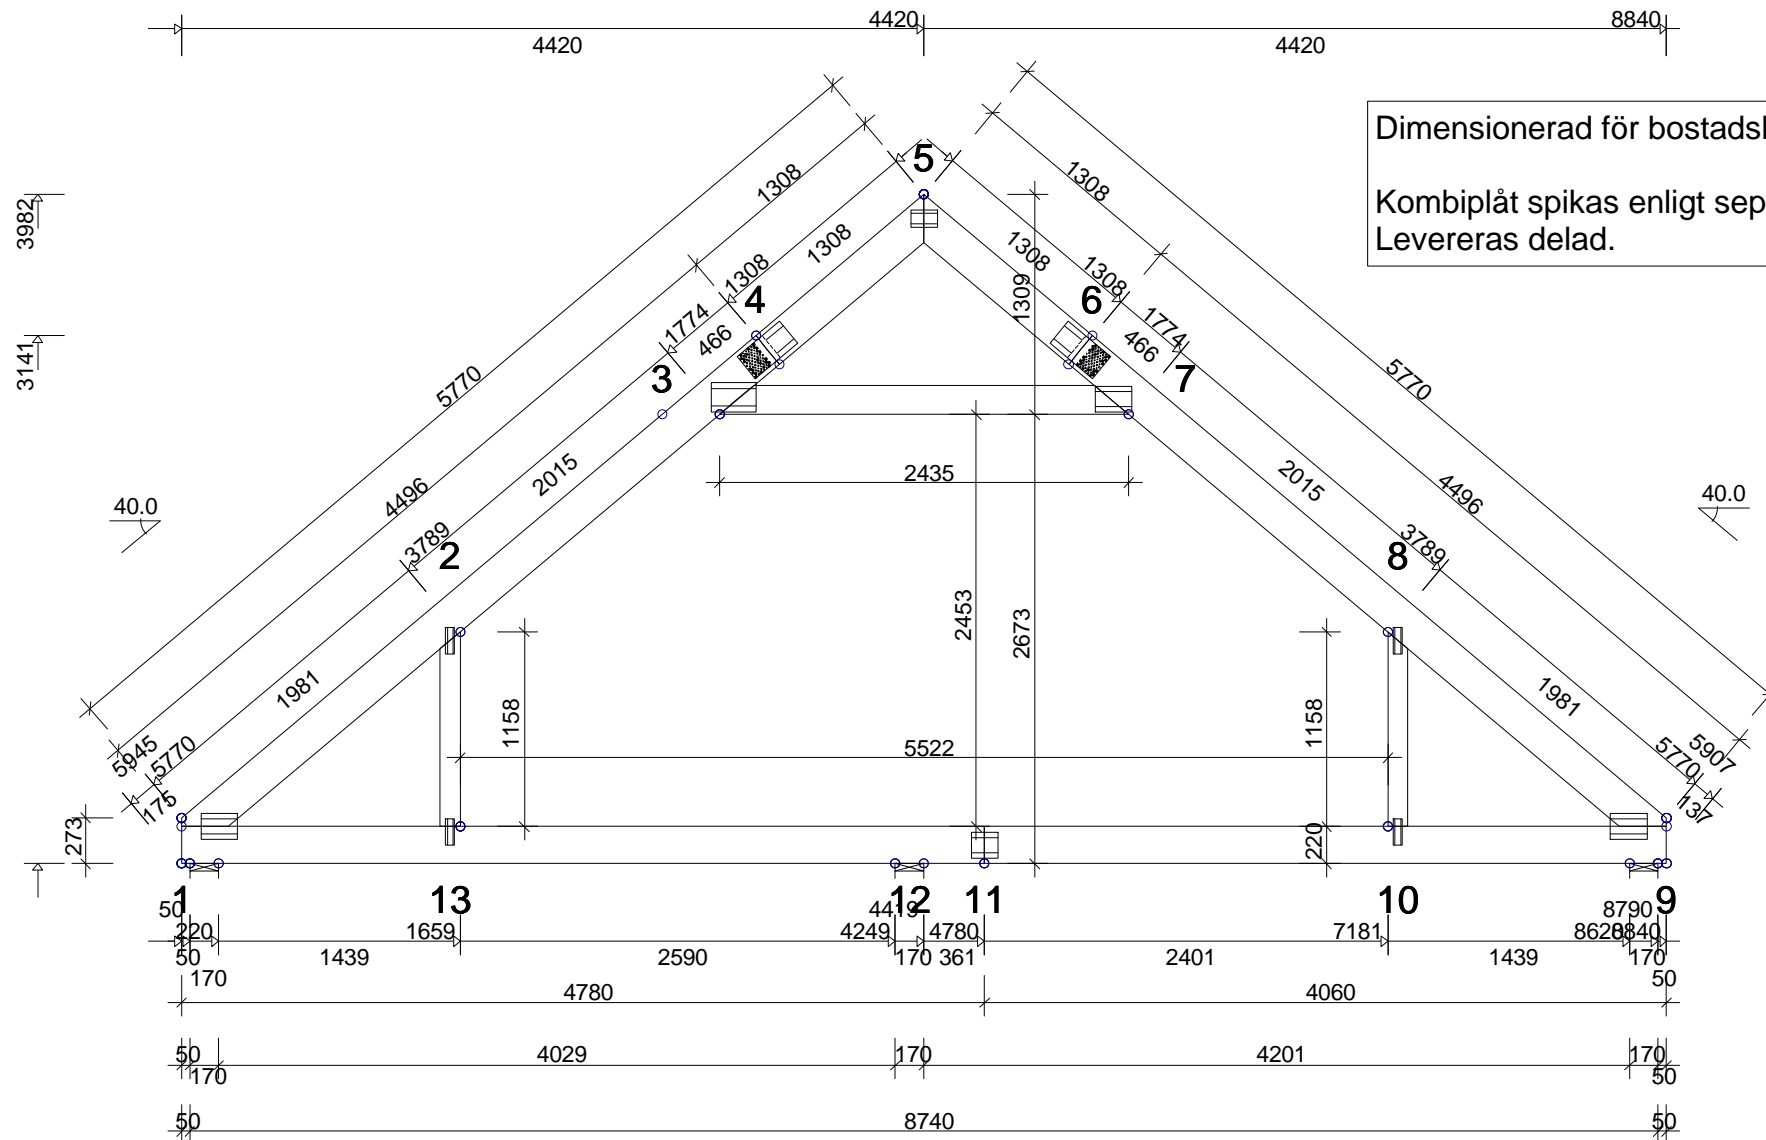 4420 8840
4420 4420
Dimensionerad för bostadsl
Kombiplåt spikas enligt sep
Levereras delad.
5
1308 1308
3982
1308 1308
1308 1309 1308
4 6
1774 466 466 1774
3141
3 7
5770 5770
2015 2435 2015
4496 4496
40.0 40.0
3789 3789
2 8
2453 2673
1981 1981
1158 1158
5522
5945 5770 5770 5907
175 137
273 220
1 13 12 11 10 9
50 4419 8790
220 1659 4249 4780 7181 8620 8840
50 1439 2590 170 361 2401 1439 170
170 50
4780 4060
50 4029 170 4201 170
170 50
50 8740 50